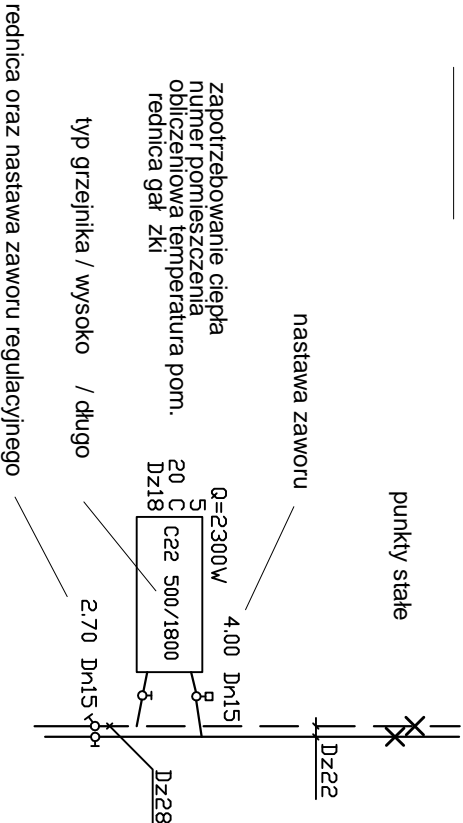 punkty stałe
nastawa zaworu
zapotrzebowanie ciepła
numer pomieszczenia
obliczeniowa temperatura pom.
rednica gał zki
typ grzejnika / wysoko / długo
rednica oraz nastawa zaworu regulacyjnego
Q=2300W
5
20 C
Dz18
C22 500/1800
4.00 Dn15
2.70 Dn15
Dz22
Dz28